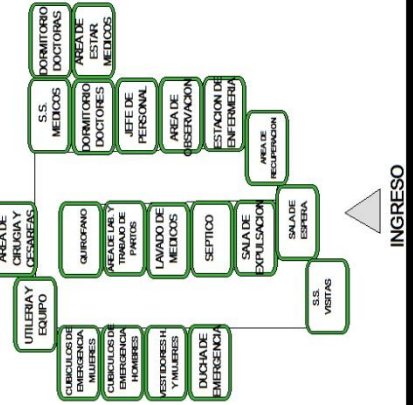 AREA DE
CIRUGIA Y
CESAREAS
UTILERIA Y
EQUIPO
CUBICULOS DE
EMERGENCIA
MUJERES
CUBICULOS DE
EMERGENCIA
HOMBRES
VESTIDORES H.
Y MUJERES
DUCHA DE
EMERGENCIA
QUIROFANO
AREA DE LAB. Y
TRABAJO DE
PARTOS
LAVADO DE
MEDICOS
SEPTICO
SALA DE
EXPULSACION
S.S.
MEDICOS
DORMITORIO
DOCTORES
JEFE DE
PERSONAL
AREA DE
OBSERVACION
ESTACION DE
ENFERMERIA
DORMITORIO
DOCTORAS
AREA DE
ESTAR
MEDICOS
AREA DE
RECUPERACION
SALA DE
ESPERA
S.S.
VISITAS
INGRESO